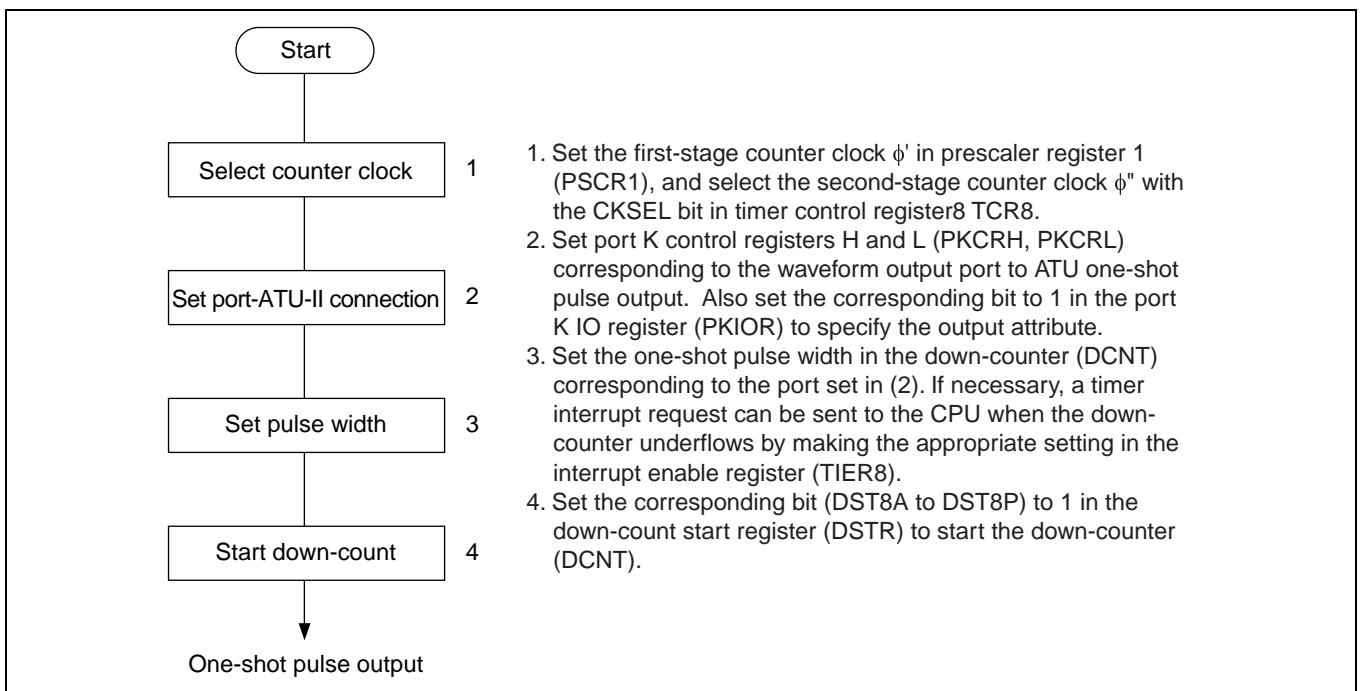 Start
Select counter clock 1
Set port-ATU-II connection 2
Set pulse width 3
Start down-count 4
One-shot pulse output
1. Set the first-stage counter clock ϕ' in prescaler register 1
(PSCR1), and select the second-stage counter clock ϕ" with
the CKSEL bit in timer control register8 TCR8.
2. Set port K control registers H and L (PKCRH, PKCRL)
corresponding to the waveform output port to ATU one-shot
pulse output.  Also set the corresponding bit to 1 in the port
K IO register (PKIOR) to specify the output attribute.
3. Set the one-shot pulse width in the down-counter (DCNT)
corresponding to the port set in (2). If necessary, a timer
interrupt request can be sent to the CPU when the down-
counter underflows by making the appropriate setting in the
interrupt enable register (TIER8).
4. Set the corresponding bit (DST8A to DST8P) to 1 in the
down-count start register (DSTR) to start the down-counter
(DCNT).